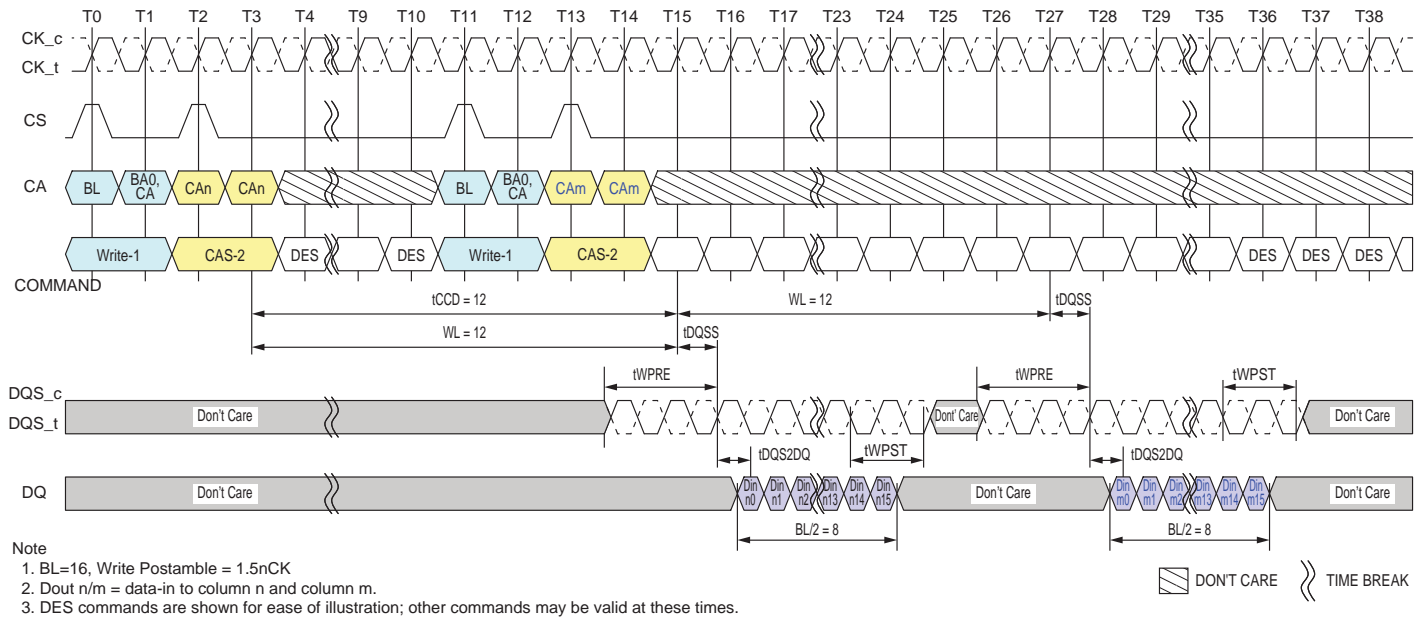 T0 T1 T2 T3 T4 T9 T10 T11 T12 T13 T14 T15 T16 T17 T23 T24 T25 T26 T27 T28 T29 T35 T36 T37 T38
CK_c
CK_t
CS
CA BL BA0, CA CAn CAn BL BA0, CA CAm CAm
Write-1 CAS-2 DES DES Write-1 CAS-2 DES DES DES
COMMAND
tCCD = 12 WL = 12 tDQSS
WL = 12 tDQSS
tWPRE tWPRE tWPST
DQS_c
DQS_t Don't Care Dont' Care Don't Care
tDQS2DQ tWPST tDQS2DQ
DQ Don't Care Din n0 Din n1 Din n2 Din n13 Din n14 Din n15 Don't Care Din m0 Din m1 Din m2 Din m13 Din m14 Din m15 Don't Care
BL/2 = 8 BL/2 = 8
Note
1. BL=16, Write Postamble = 1.5nCK
2. Dout n/m = data-in to column n and column m.
3. DES commands are shown for ease of illustration; other commands may be valid at these times.
DON'T CARE TIME BREAK